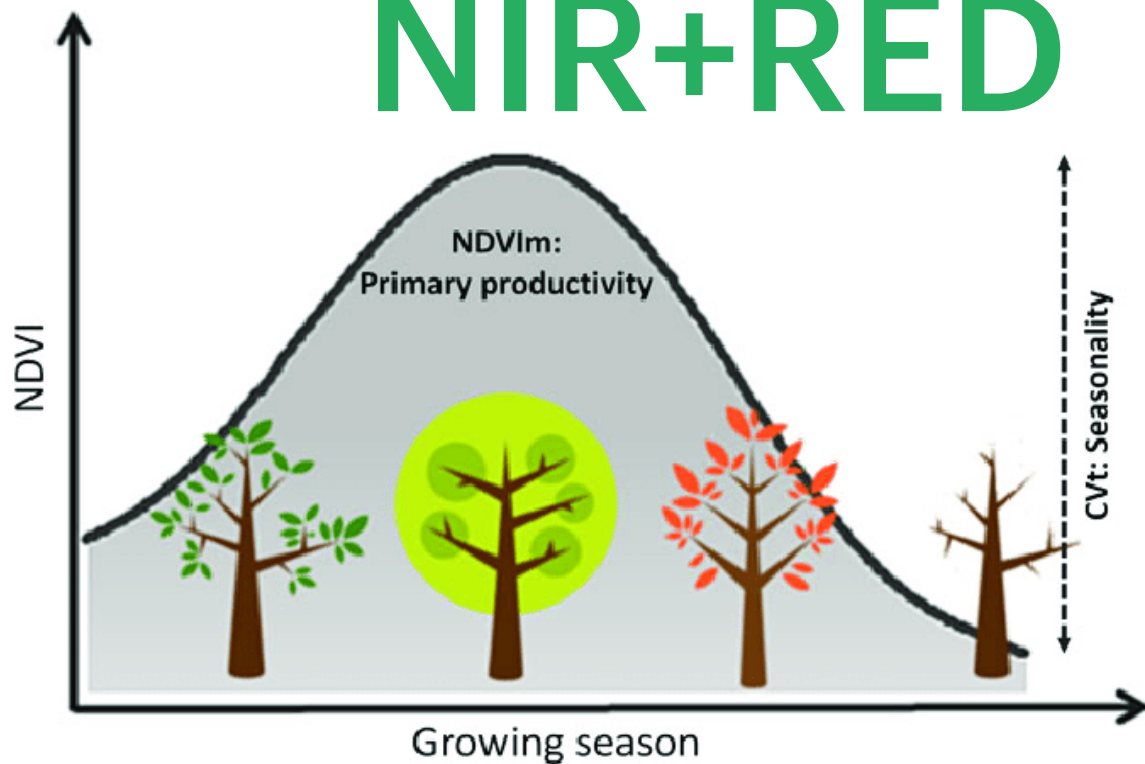 NIR+RED
NDVIm:
Primary productivity
NDVI
CVt: Seasonality
Growing season